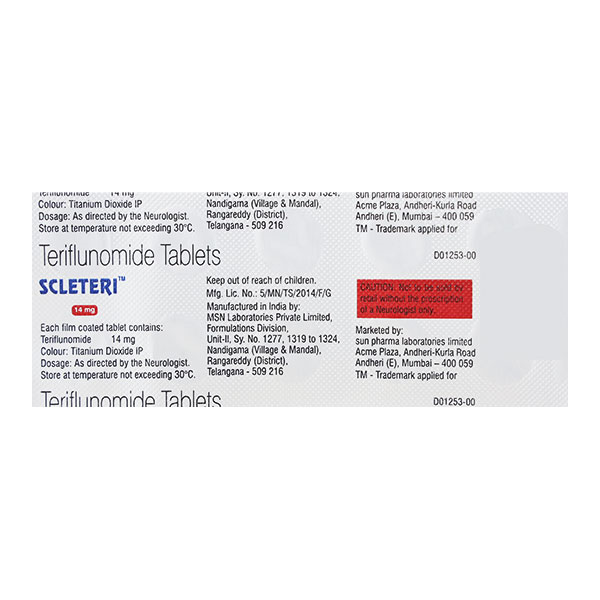 Teriflunomide 14 mg
Colour: Titanium Dioxide IP
Dosage: As directed by the Neurologist.
Store at temperature not exceeding 30°C.
Unit-II, Sy. No. 1277, 1319 to 1324,
Nandigama (Village & Mandal),
Rangareddy (District),
Telangana - 509 216
sun pharma laboratories limited
Acme Plaza, Andheri-Kurla Road
Andheri (E), Mumbai – 400 059
TM - Trademark applied for
Teriflunomide Tablets
D01253-00
SCLETERI™
14 mg
Each film coated tablet contains:
Teriflunomide 14 mg
Colour: Titanium Dioxide IP
Dosage: As directed by the Neurologist.
Store at temperature not exceeding 30°C.
Keep out of reach of children.
Mfg. Lic. No.: 5/MN/TS/2014/F/G
Manufactured in India by:
MSN Laboratories Private Limited,
Formulations Division,
Unit-II, Sy. No. 1277, 1319 to 1324,
Nandigama (Village & Mandal),
Rangareddy (District),
Telangana - 509 216
CAUTION: Not to be sold by
retail without the prescription
of a Neurologist only.
Marketed by:
sun pharma laboratories limited
Acme Plaza, Andheri-Kurla Road
Andheri (E), Mumbai – 400 059
TM - Trademark applied for
Teriflunomide Tablets
D01253-00